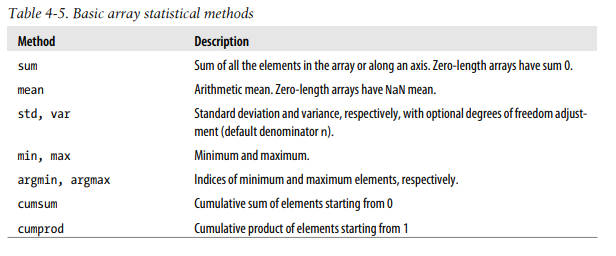 Table 4-5. Basic array statistical methods
Method Description
sum Sum of all the elements in the array or along an axis. Zero-length arrays have sum 0.
mean Arithmetic mean. Zero-length arrays have NaN mean.
std, var Standard deviation and variance, respectively, with optional degrees of freedom adjust-
ment (default denominator n).
min, max Minimum and maximum.
argmin, argmax Indices of minimum and maximum elements, respectively.
cumsum Cumulative sum of elements starting from 0
cumprod Cumulative product of elements starting from 1